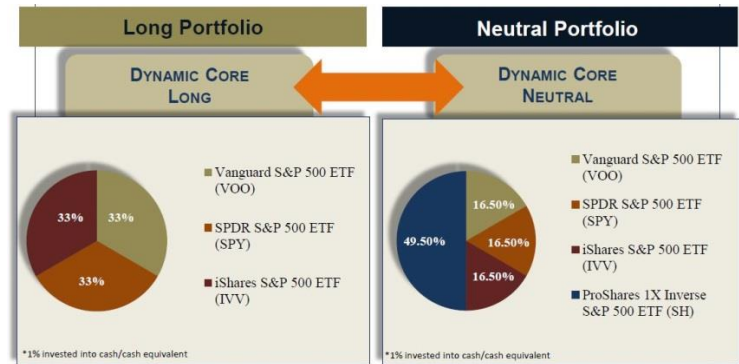 Long Portfolio
DYNAMIC CORE
LONG
33%
33%
33%
Vanguard S&P 500 ETF
(VOO)
SPDR S&P 500 ETF
(SPY)
iShares S&P 500 ETF
(IVV)
*1% invested into cash/cash equivalent
Neutral Portfolio
DYNAMIC CORE
NEUTRAL
49.50%
16.50%
16.50%
16.50%
Vanguard S&P 500 ETF
(VOO)
SPDR S&P 500 ETF
(SPY)
iShares S&P 500 ETF
(IVV)
ProShares 1X Inverse
S&P 500 ETF (SH)
*1% invested into cash/cash equivalent